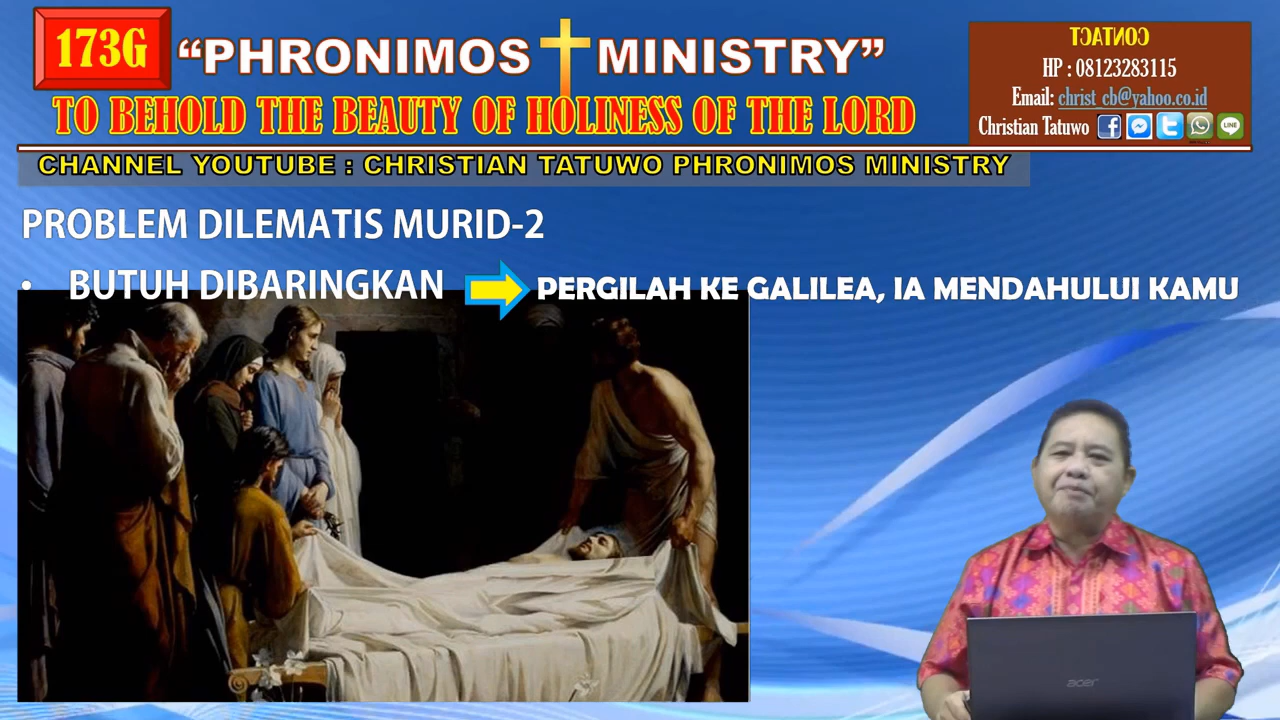 173G
“PHRONIMOS MINISTRY”
TO BEHOLD THE BEAUTY OF HOLINESS OF THE LORD
CONTACT
HP : 08123283115
Email: christ_cb@yahoo.co.id
Christian Tatuwo
LINE
CHANNEL YOUTUBE : CHRISTIAN TATUWO PHRONIMOS MINISTRY
PROBLEM DILEMATIS MURID-2
• BUTUH DIBARINGKAN
PERGILAH KE GALILEA, IA MENDAHULUI KAMU
acer